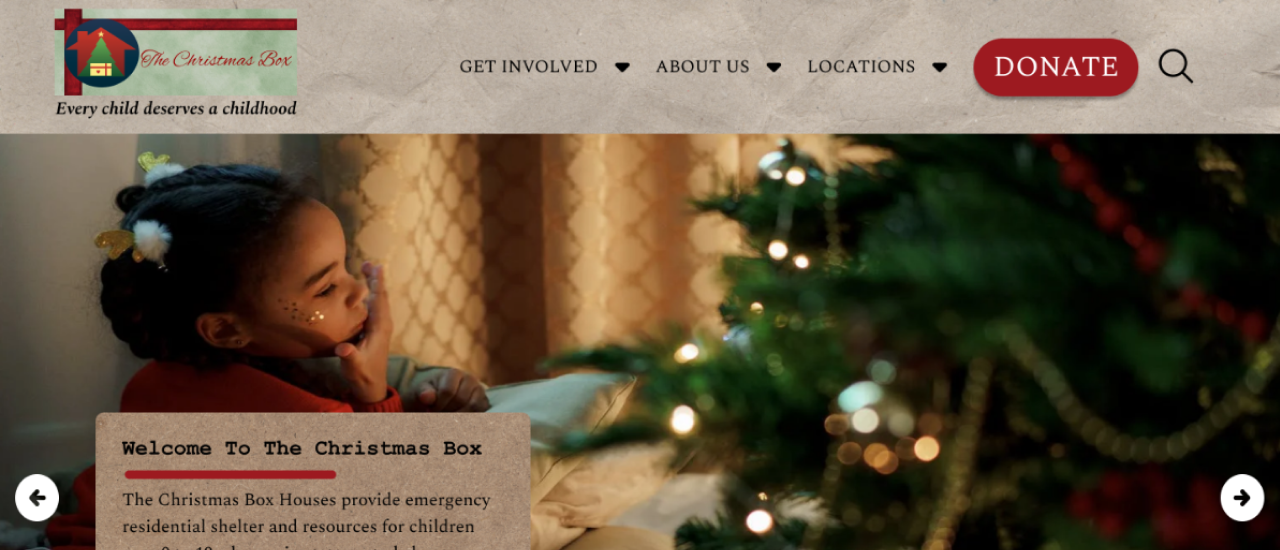 The Christmas Box
Every child deserves a childhood
GET INVOLVED
ABOUT US
LOCATIONS
DONATE
Welcome To The Christmas Box
The Christmas Box Houses provide emergency
residential shelter and resources for children